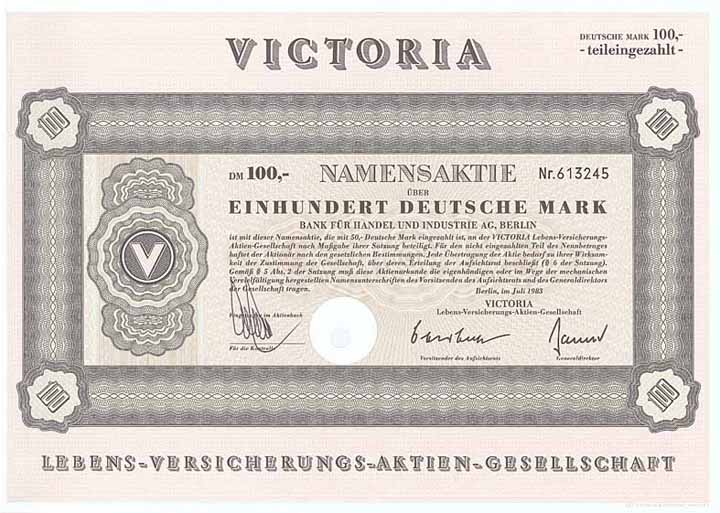 VICTORIA
DEUTSCHE MARK 100,-
- teileingezahlt -
100
100
DM 100,- NAMENSAKTIE Nr. 613245
ÜBER
EINHUNDERT DEUTSCHE MARK
BANK FÜR HANDEL UND INDUSTRIE AG, BERLIN
ist mit dieser Namensaktie, die mit 50,- Deutsche Mark eingezahlt ist, an der VICTORIA Lebens-Versicherungs-
Aktien-Gesellschaft nach Maßgabe ihrer Satzung beteiligt. Für den nicht eingezahlten Teil des Nennbetrages
haftet der Aktionär nach den gesetzlichen Bestimmungen. Jede Übertragung der Aktie bedarf zu ihrer Wirksam-
keit der Zustimmung der Gesellschaft, über deren Erteilung der Aufsichtsrat beschließt (§ 6 der Satzung).
Gemäß § 5 Abs. 2 der Satzung muß diese Aktienurkunde die eigenhändigen oder im Wege der mechanischen
Vervielfältigung hergestellten Namensunterschriften des Vorsitzenden des Aufsichtsrats und des Generaldirektors
der Gesellschaft tragen.
Berlin, im Juli 1983
V
Eingetragen im Aktienbuch
VICTORIA
Lebens-Versicherungs-Aktien-Gesellschaft
Für die Kontrolle
Vorsitzender des Aufsichtsrats
Generaldirektor
100
100
LEBENS-VERSICHERUNGS-AKTIEN-GESELLSCHAFT